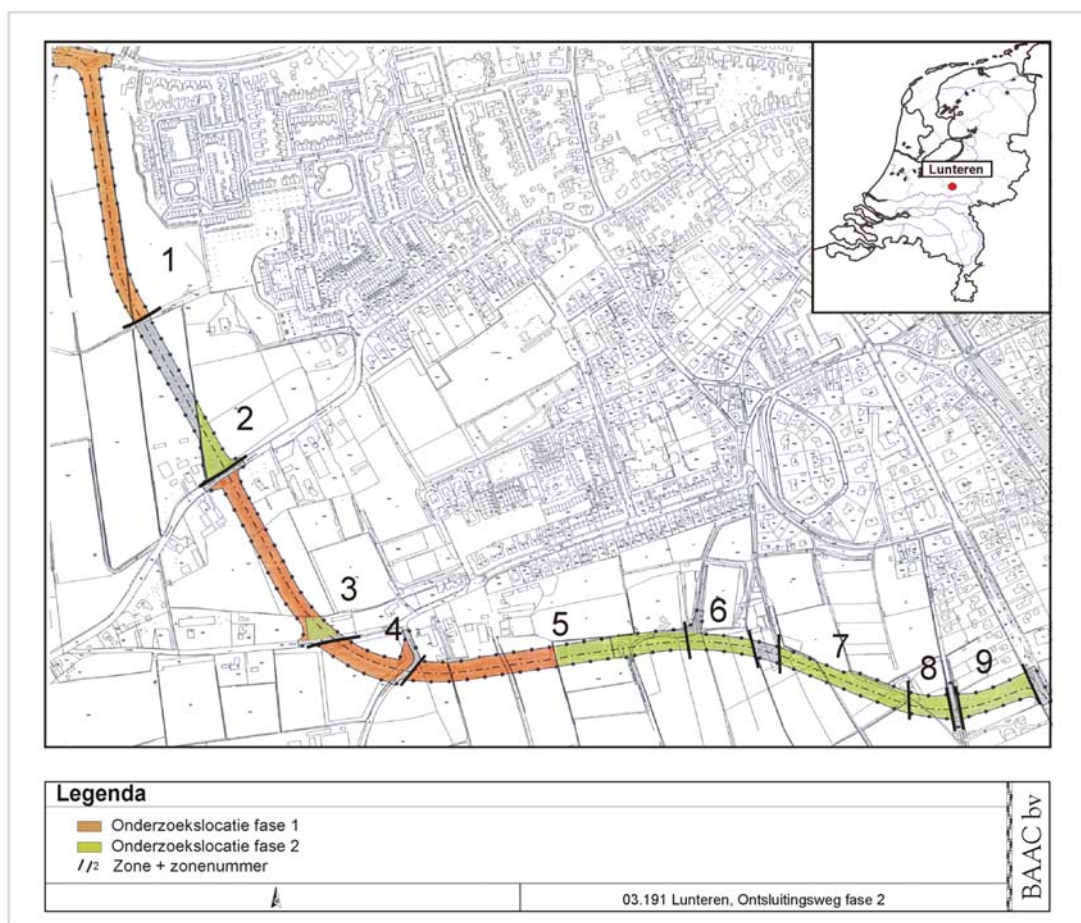 Lunteren
1
2
3
4
5
6
7
8
9
Legenda
Onderzoekslocatie fase 1
Onderzoekslocatie fase 2
2 Zone + zonenummer
03.191 Lunteren, Ontsluitingsweg fase 2
BAAC bv